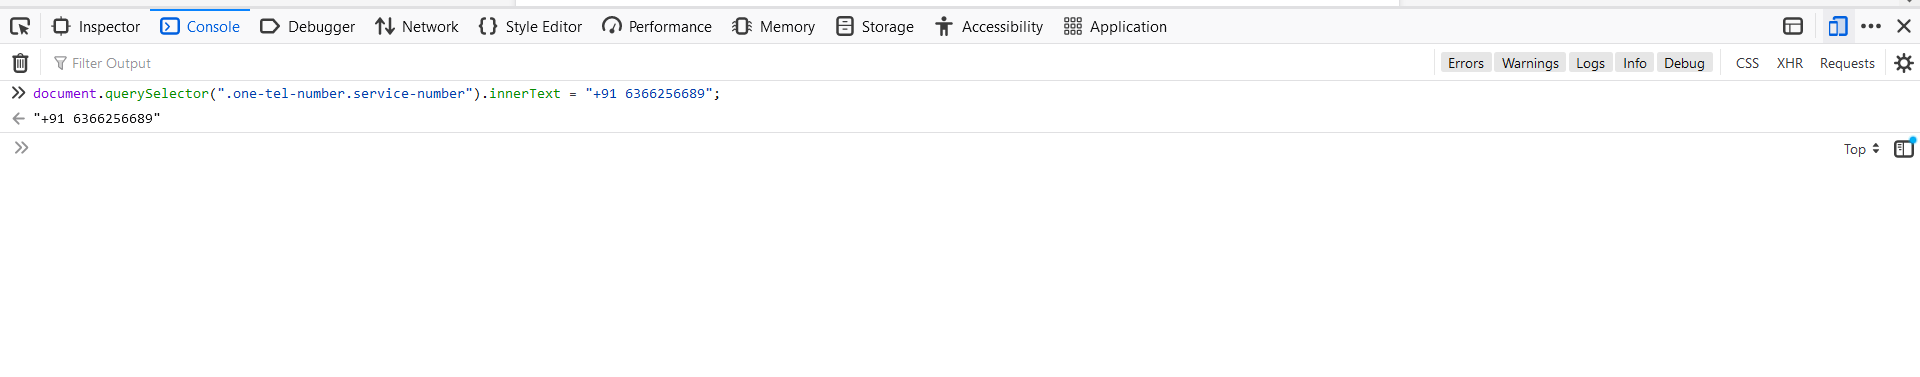 Inspector Console Debugger Network Style Editor Performance Memory Storage Accessibility Application
Filter Output Errors Warnings Logs Info Debug CSS XHR Requests
document.querySelector(".one-tel-number.service-number").innerText = "+91 6366256689";
"+91 6366256689"
Top